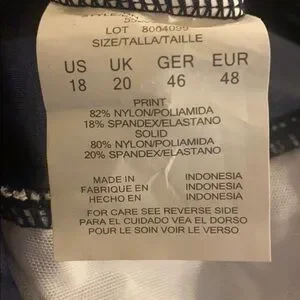 LOT 8004099
SIZE/TALLA/TAILLE
US UK GER EUR
18 20 46 48
PRINT
82% NYLON/POLIAMIDA
18% SPANDEX/ELASTANO
SOLID
80% NYLON/POLIAMIDA
20% SPANDEX/ELASTANO
MADE IN INDONESIA
FABRIQUE EN INDONESIA
HECHO EN INDONESIA
FOR CARE SEE REVERSE SIDE
PARA EL CUIDADO VEA EL DORSO
POUR LE SOIN VOIR LE VERSO